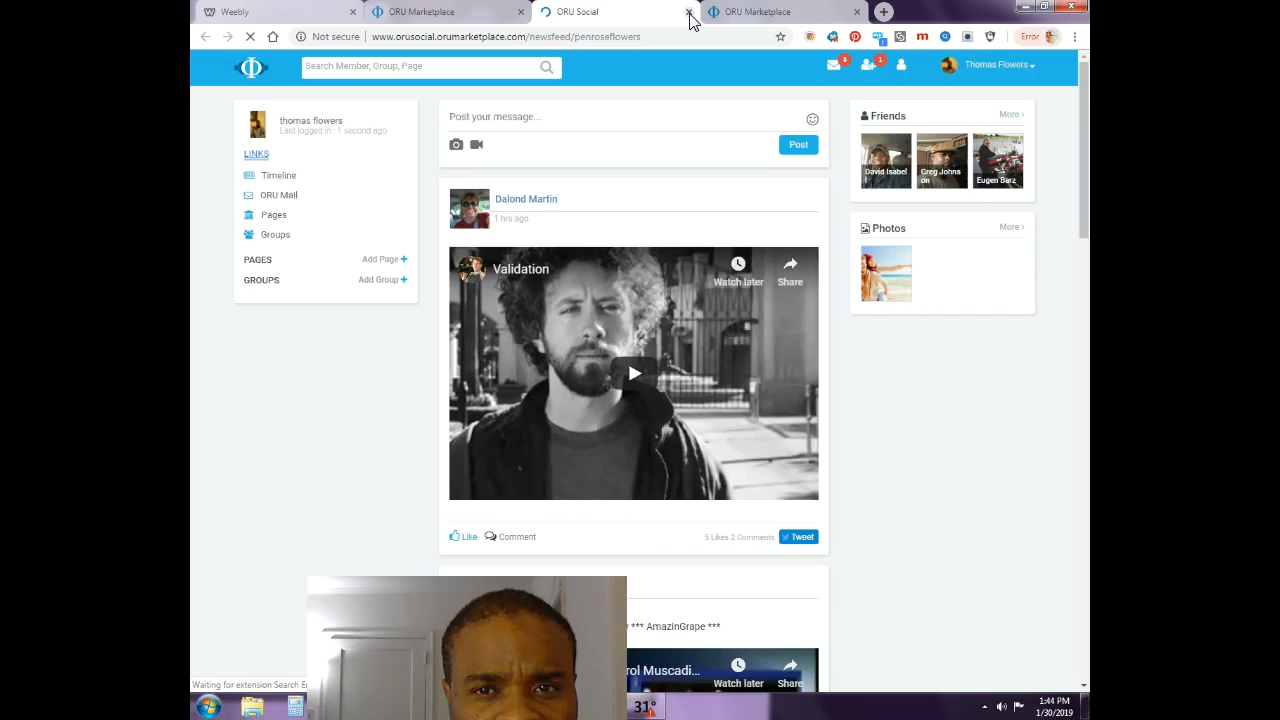 Weebly
ORU Marketplace
ORU Social
ORU Marketplace
Not secure
www.orusocial.orumarketplace.com/newsfeed/penroseflowers
Error
Search Member, Group, Page
1
Thomas Flowers
thomas flowers
Last logged in : 1 second ago
LINKS
Timeline
ORU Mail
Pages
Groups
PAGES
Add Page +
GROUPS
Add Group +
Post your message...
Post
Dalond Martin
1 hrs ago
Validation
Watch later
Share
Like
Comment
5 Likes 2 Comments
Tweet
*** AmazinGrape ***
Muscadi...
Watch later
Share
Friends
More ›
David Isabel
l
Greg Johns
on
Eugen Barz
Photos
More ›
Waiting for extension Search
31°
1:44 PM
1/30/2019